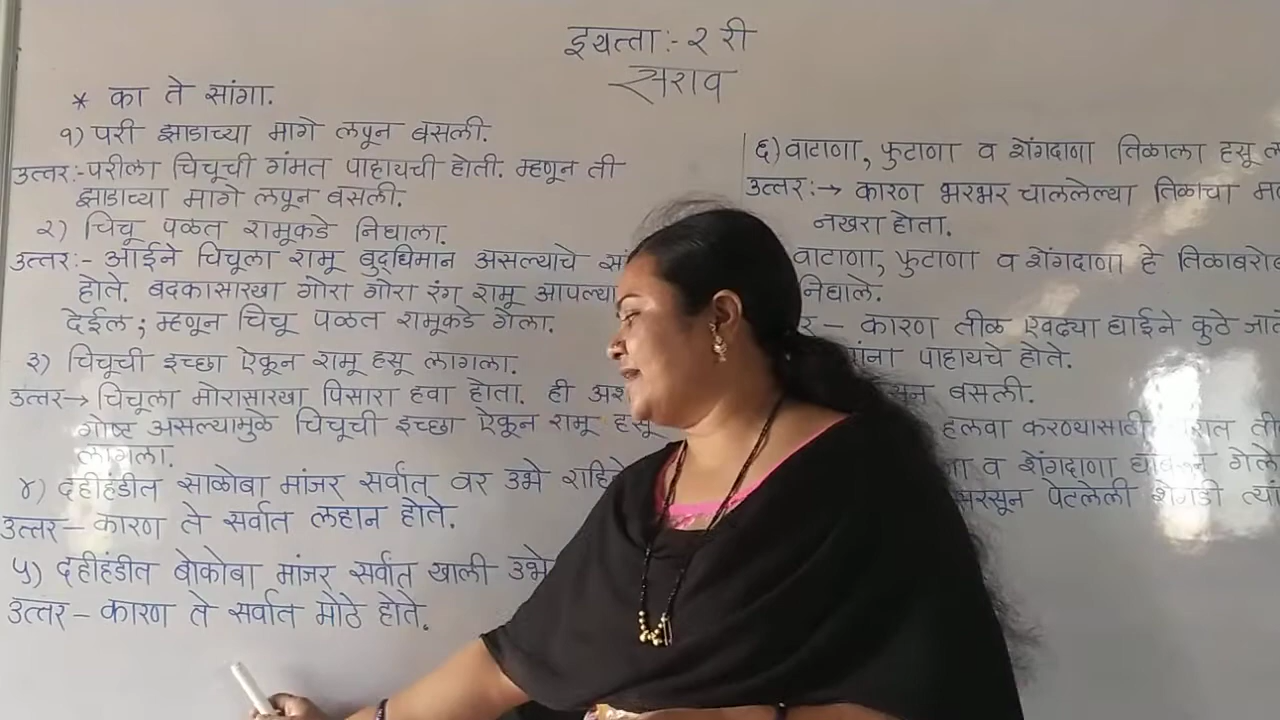 इयत्ता:- २ री
सराव
* का ते सांगा.
१) परी झाडाच्या मागे लपून बसली.
उत्तर:- परीला चिचूची गंमत पाहायची होती. म्हणून ती
झाडाच्या मागे लपून बसली.
२) चिचू पळत रामूकडे निघाला.
उत्तर:- आईने चिचूला रामू बुद्धिमान असल्याचे
होते. बदकासारखा गोरा गोरा रंग रामू आपल्या
देईल; म्हणून चिचू पळत रामूकडे गेला.
३) चिचूची इच्छा ऐकून रामू हसू लागला.
उत्तर→ चिचूला मोरासारखा पिसारा हवा होता. ही
गोष्ट असल्यामुळे चिचूची इच्छा ऐकून रामू हसू
लागला.
४) दहीहंडीत साळोबा मांजर सर्वात वर उभे
उत्तर – कारण ते सर्वात लहान होते.
५) दहीहंडीत बोकोबा मांजर सर्वात खाली उभे
उत्तर – कारण ते सर्वात मोठे होते.
६) वाटाणा, फुटाणा व शेंगदाणा तिळाला हसू
उत्तर:→ कारण भरभर चाललेल्या तिळाचा
नखरा होता.
वाटाणा, फुटाणा व शेंगदाणा हे
निघाले.
– कारण तीळ एवढ्या घाईने कुठे
पाहायचे होते.
बसली.
हलवा करण्यासाठी
व शेंगदाणा घाबरून गेले
पेटलेली शेगडी